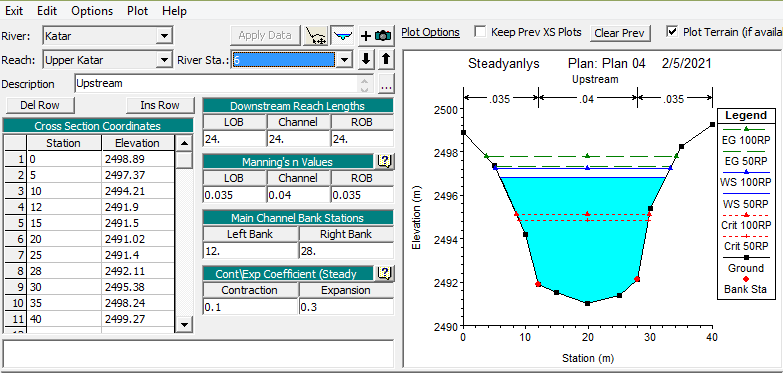 Exit Edit Options Plot Help
River: Katar Apply Data
Reach: Upper Katar River Sta.: 6
Description Upstream ...
Del Row Ins Row
Cross Section Coordinates
Station Elevation
1 0 2498.89
2 5 2497.37
3 10 2494.21
4 12 2491.9
5 15 2491.5
6 20 2491.02
7 25 2491.4
8 28 2492.11
9 30 2495.38
10 35 2498.24
11 40 2499.27
12
Downstream Reach Lengths
LOB Channel ROB
24. 24. 24.
Manning's n Values ?
LOB Channel ROB
0.035 0.04 0.035
Main Channel Bank Stations
Left Bank Right Bank
12. 28.
Cont\Exp Coefficient (Steady ?
Contraction Expansion
0.1 0.3
Plot Options Keep Prev XS Plots Clear Prev Plot Terrain (if availa
Steadyanlys Plan: Plan 04 2/5/2021
Upstream
.035 .04 .035
2500
2498
2496
2494
2492
2490
Elevation (m)
0 10 20 30 40
Station (m)
Legend
EG 100RP
EG 50RP
WS 100RP
WS 50RP
Crit 100RP
Crit 50RP
Ground
Bank Sta